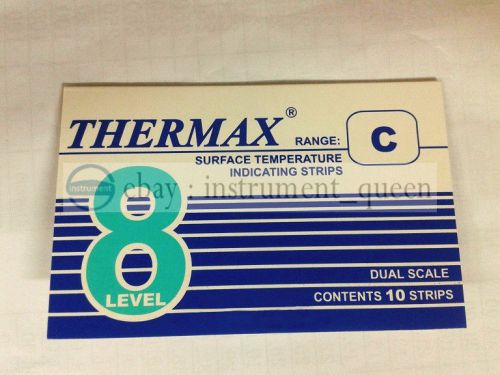 THERMAX® RANGE: C
SURFACE TEMPERATURE
INDICATING STRIPS
instrument ebay : instrument_queen
8
LEVEL
DUAL SCALE
CONTENTS 10 STRIPS